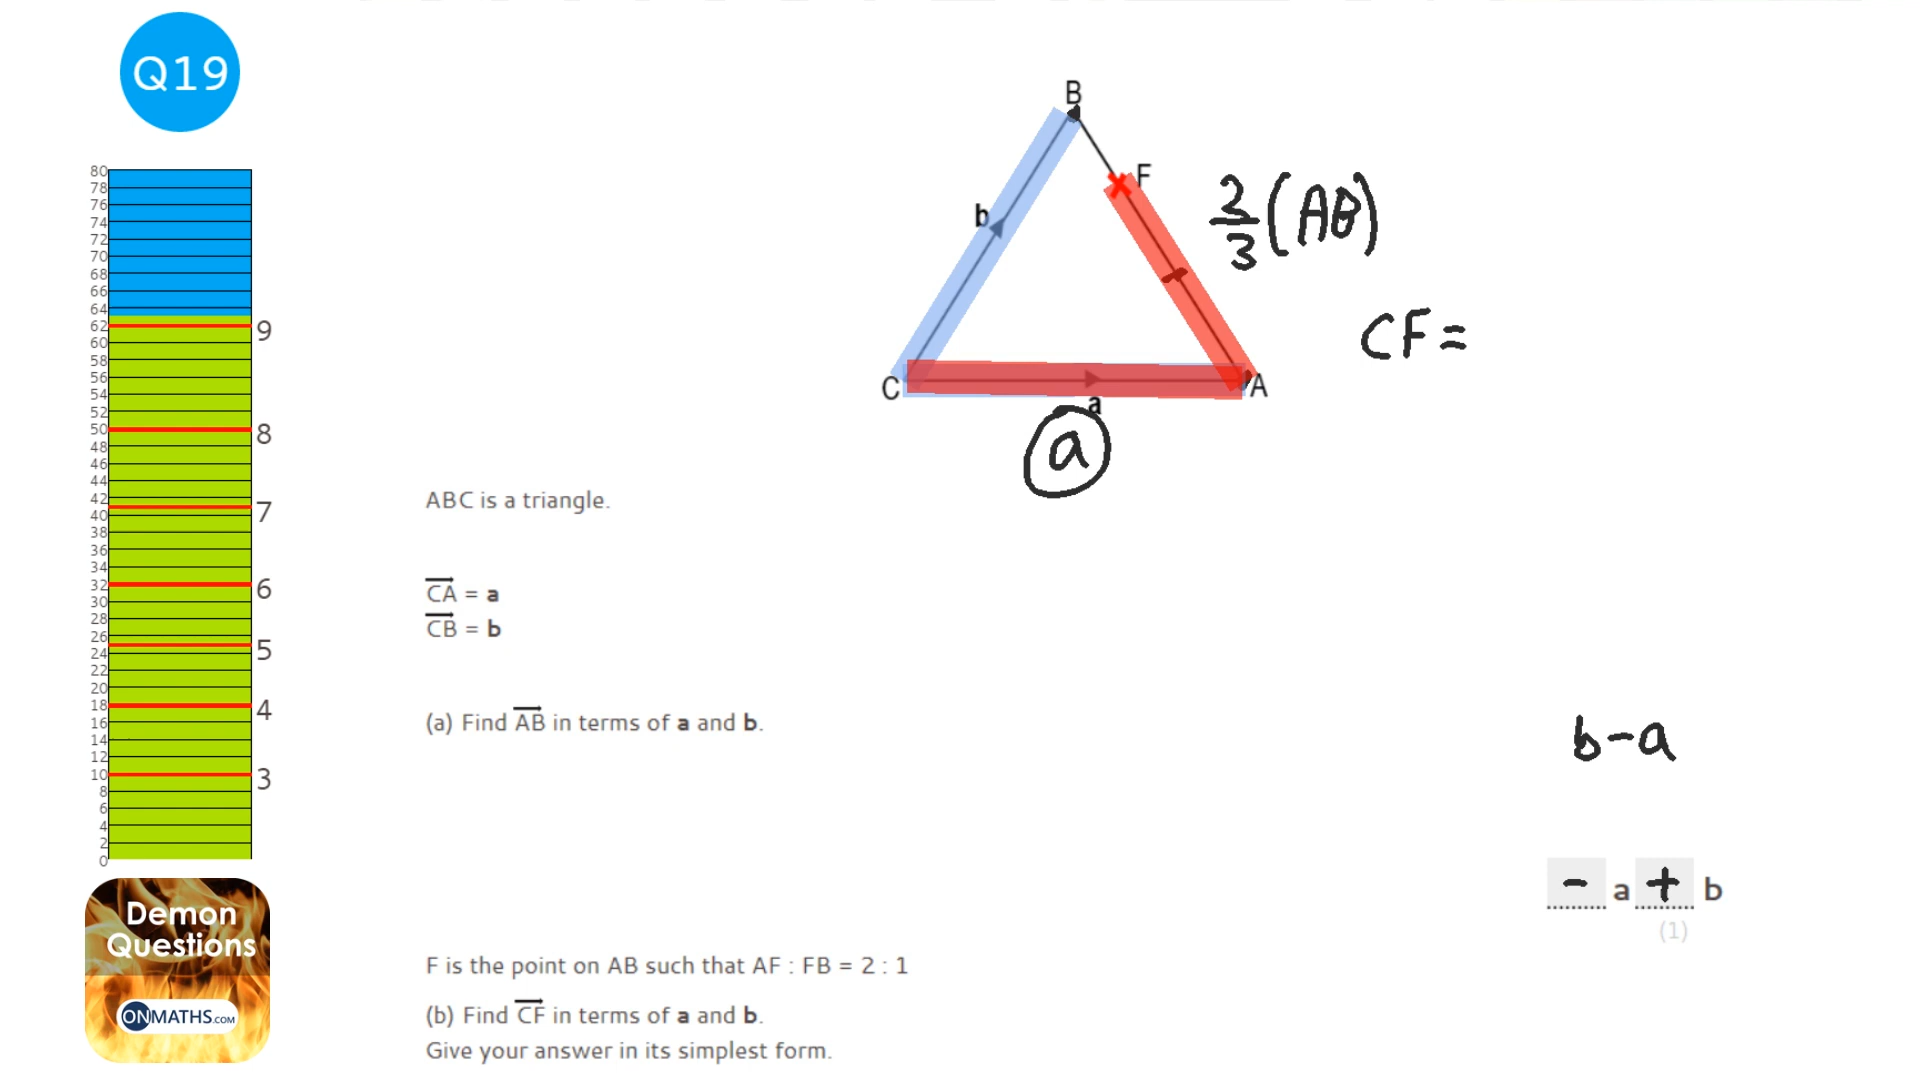 Q19
80
78
76
74
72
70
68
66
64
62
60
58
56
54
52
50
48
46
44
42
40
38
36
34
32
30
28
26
24
22
20
18
16
14
12
10
8
6
4
2
0
9
8
7
6
5
4
3
Demon
Questions
ONMATHS.COM
B
F
b
2/3 (AB)
CF =
C
A
a
a
ABC is a triangle.
CA = a
CB = b
(a) Find AB in terms of a and b.
b - a
- a + b
(1)
F is the point on AB such that AF : FB = 2 : 1
(b) Find CF in terms of a and b.
Give your answer in its simplest form.